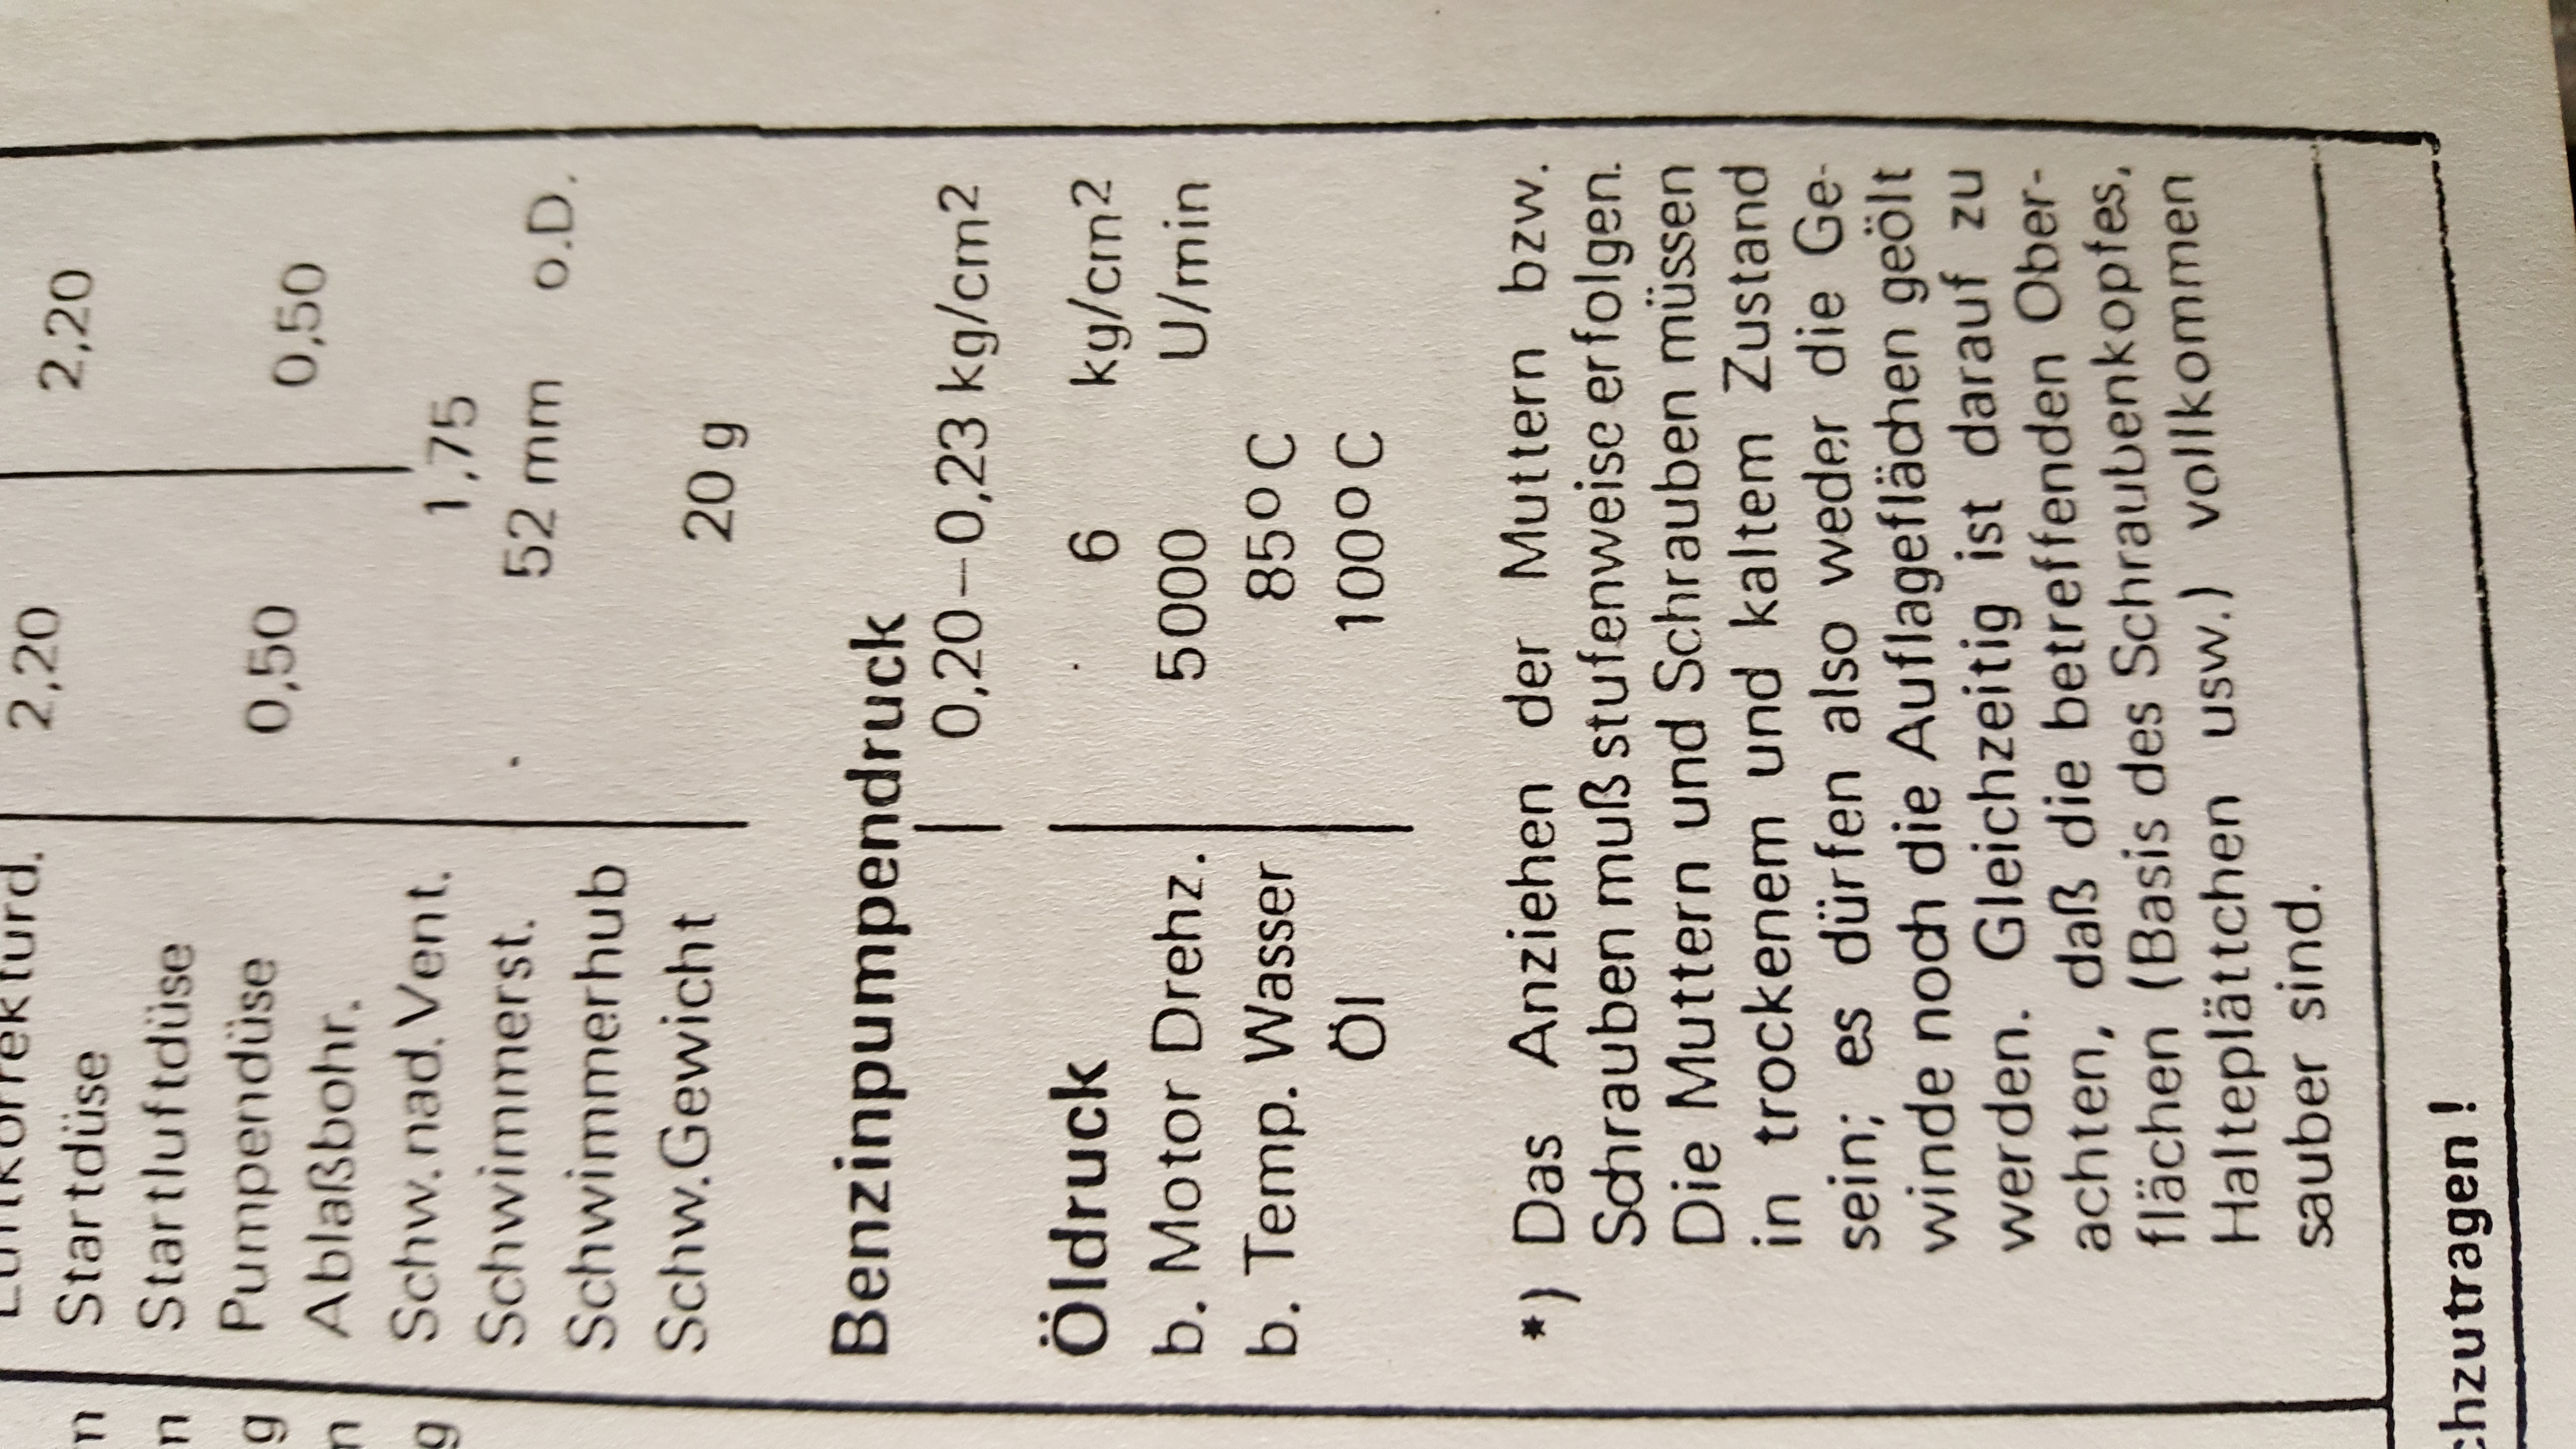 Luftkorrekturd. 2,20 2,20
Startdüse
Startluftdüse
Pumpendüse 0,50 0,50
Ablaßbohr.
Schw.nad.Vent. 1,75
Schwimmerst. 52 mm o.D.
Schwimmerhub
Schw.Gewicht 20 g
Benzinpumpendruck
0,20–0,23 kg/cm2
Öldruck 6 kg/cm2
b. Motor Drehz. 5000 U/min
b. Temp. Wasser 85o C
Öl 100o C
*) Das Anziehen der Muttern bzw.
Schrauben muß stufenweise erfolgen.
Die Muttern und Schrauben müssen
in trockenem und kaltem Zustand
sein; es dürfen also weder die Ge-
winde noch die Auflageflächen geölt
werden. Gleichzeitig ist darauf zu
achten, daß die betreffenden Ober-
flächen (Basis des Schraubenkopfes,
Halteplättchen usw.) vollkommen
sauber sind.
chzutragen!